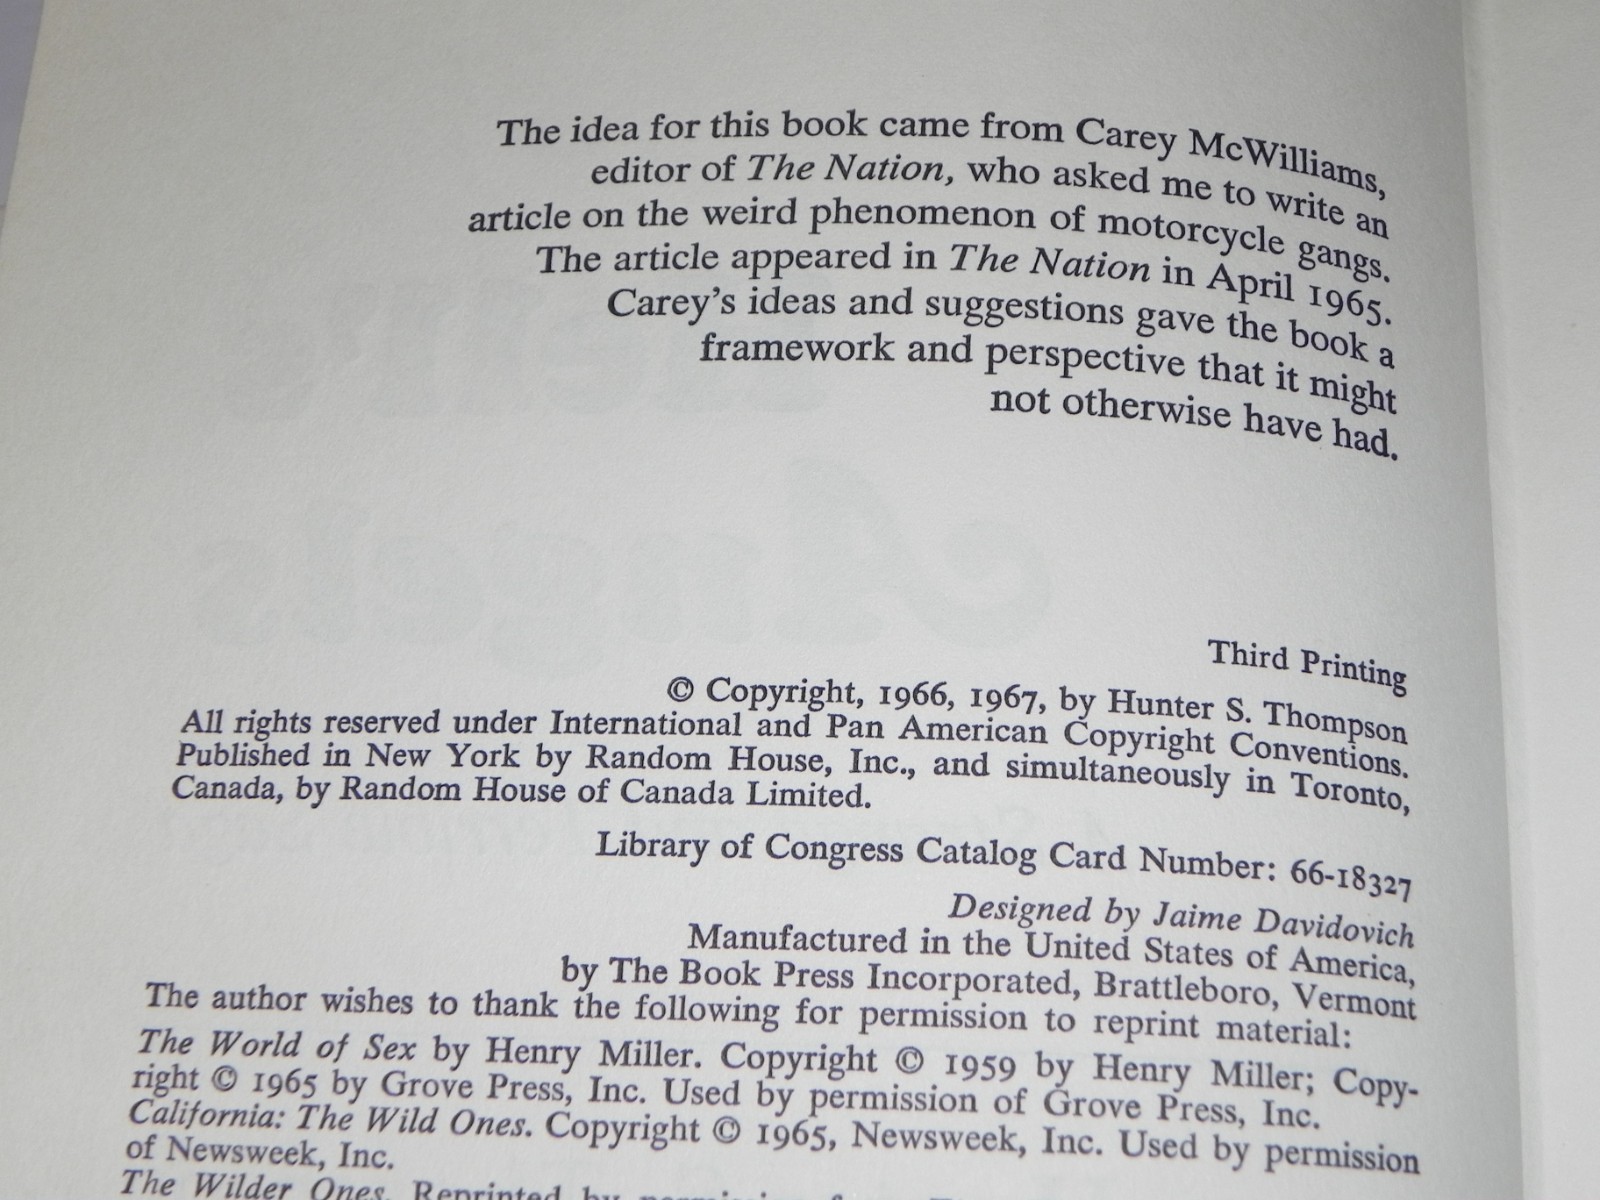 The idea for this book came from Carey McWilliams,
editor of The Nation, who asked me to write an
article on the weird phenomenon of motorcycle gangs.
The article appeared in The Nation in April 1965.
Carey's ideas and suggestions gave the book a
framework and perspective that it might
not otherwise have had.
Third Printing
© Copyright, 1966, 1967, by Hunter S. Thompson
All rights reserved under International and Pan American Copyright Conventions.
Published in New York by Random House, Inc., and simultaneously in Toronto,
Canada, by Random House of Canada Limited.
Library of Congress Catalog Card Number: 66-18327
Designed by Jaime Davidovich
Manufactured in the United States of America,
by The Book Press Incorporated, Brattleboro, Vermont
The author wishes to thank the following for permission to reprint material:
The World of Sex by Henry Miller. Copyright © 1959 by Henry Miller; Copy-
right © 1965 by Grove Press, Inc. Used by permission of Grove Press, Inc.
California: The Wild Ones. Copyright © 1965, Newsweek, Inc. Used by permission
of Newsweek, Inc.
The Wilder Ones. Reprinted by permission